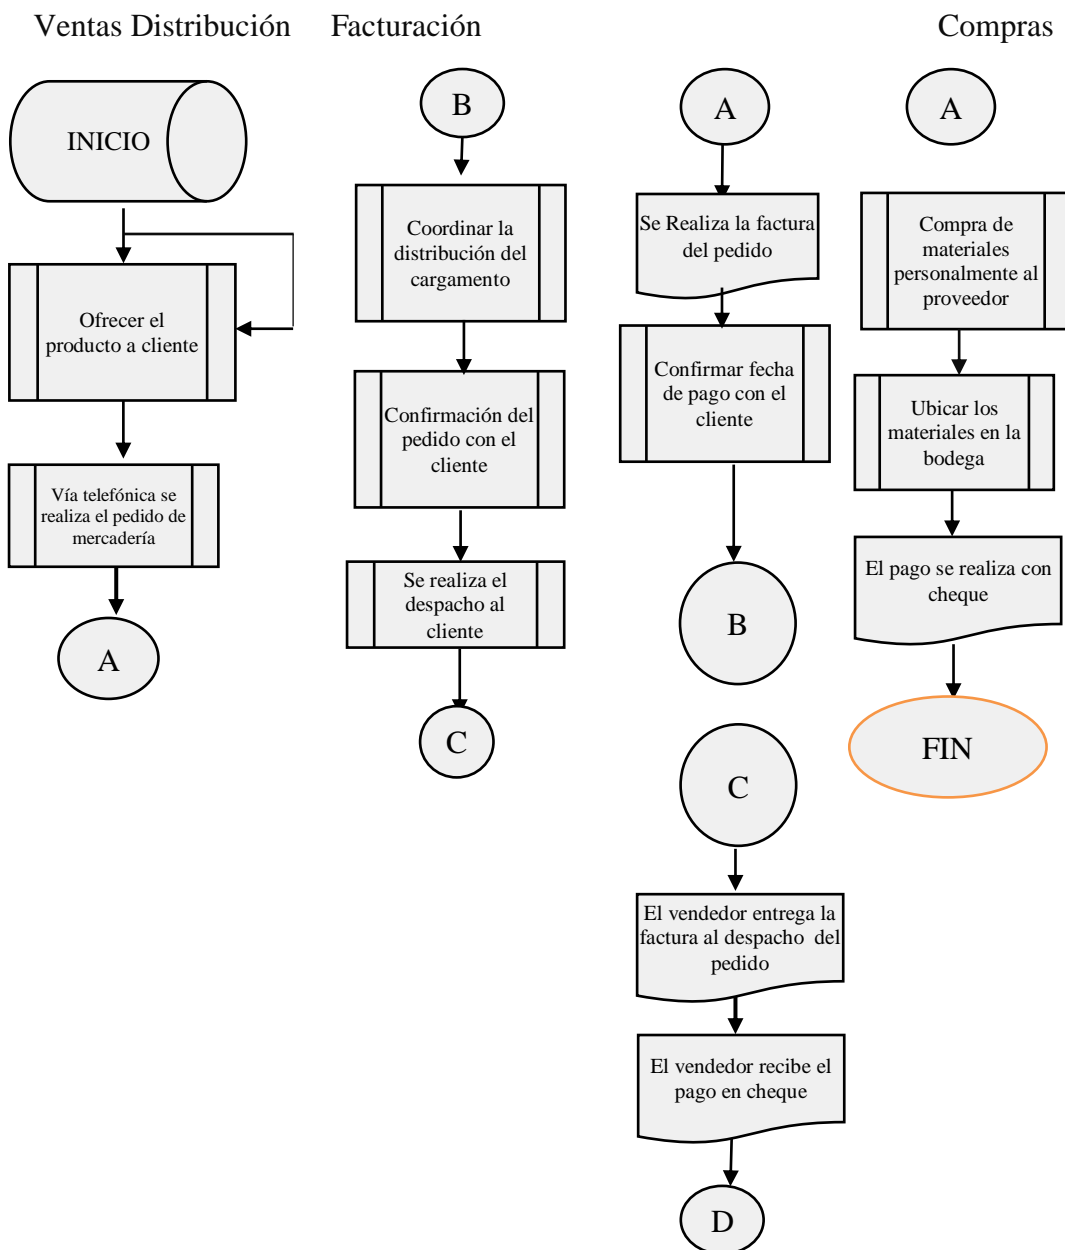 Ventas Distribución Facturación Compras
INICIO
Ofrecer el
producto a cliente
Vía telefónica se
realiza el pedido de
mercadería
A
B
Coordinar la
distribución del
cargamento
Confirmación del
pedido con el
cliente
Se realiza el
despacho al
cliente
C
A
Se Realiza la factura
del pedido
Confirmar fecha
de pago con el
cliente
B
C
El vendedor entrega la
factura al despacho del
pedido
El vendedor recibe el
pago en cheque
D
A
Compra de
materiales
personalmente al
proveedor
Ubicar los
materiales en la
bodega
El pago se realiza con
cheque
FIN